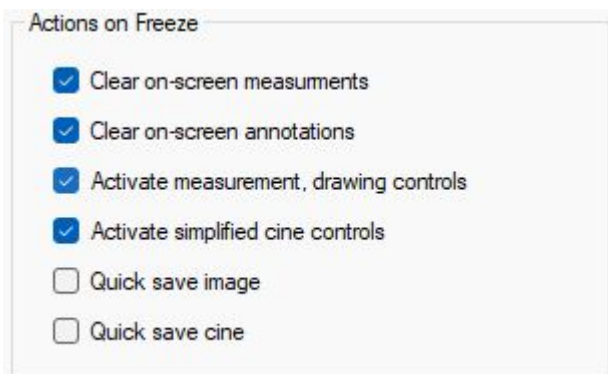 Actions on Freeze
Clear on-screen measurments
Clear on-screen annotations
Activate measurement, drawing controls
Activate simplified cine controls
Quick save image
Quick save cine